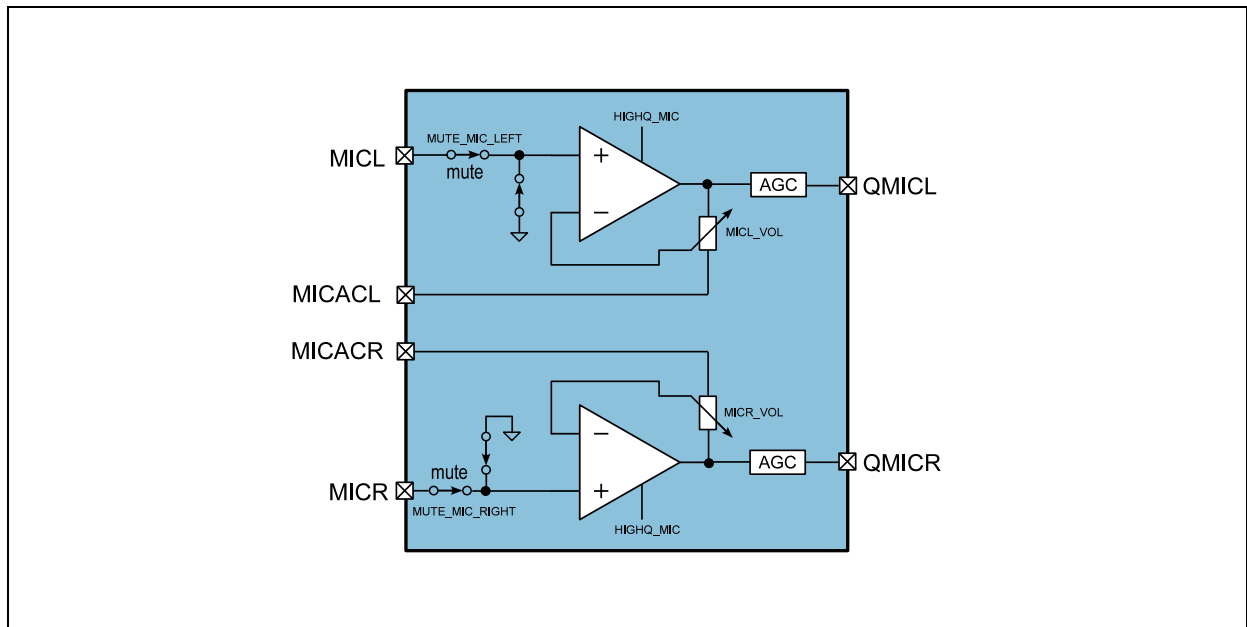 HIGHQ_MIC
MUTE_MIC_LEFT
MICL
mute
+
−
AGC
QMICL
MICL_VOL
MICACL
MICACR
MICR_VOL
−
mute
AGC
QMICR
MICR
+
MUTE_MIC_RIGHT
HIGHQ_MIC